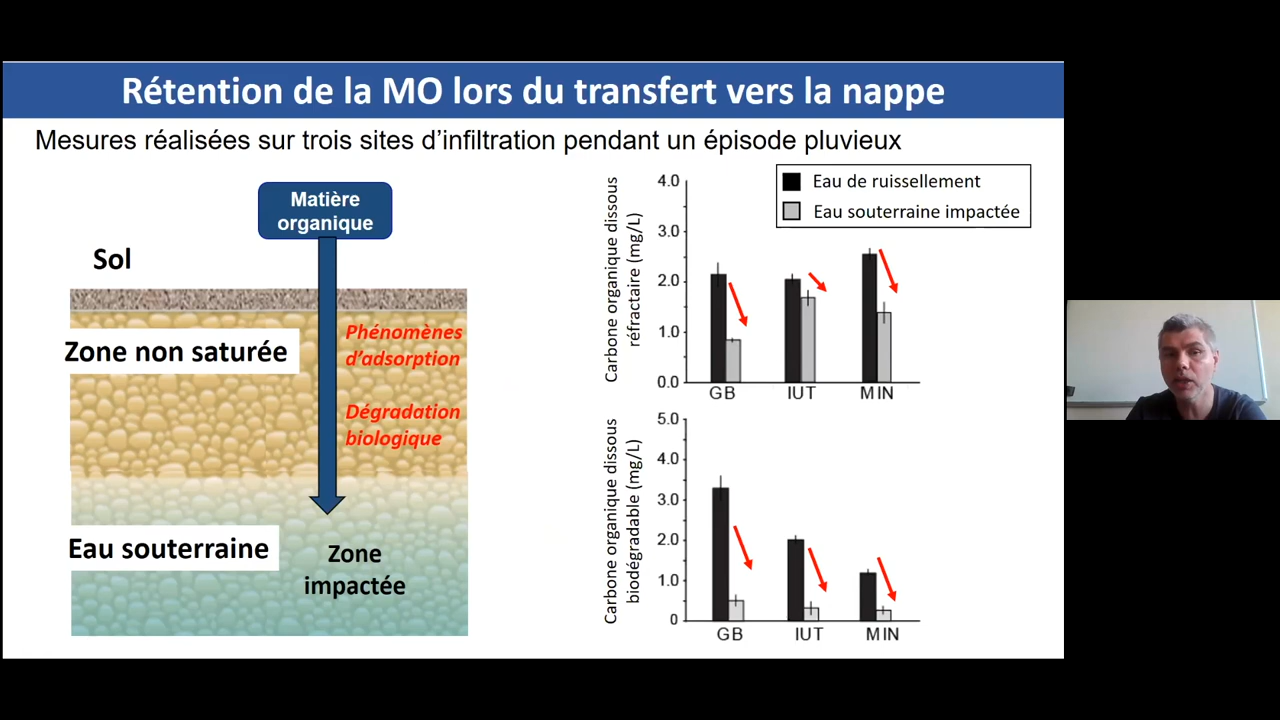 Rétention de la MO lors du transfert vers la nappe
Mesures réalisées sur trois sites d’infiltration pendant un épisode pluvieux
Matière
organique
Sol
Zone non saturée
Phénomènes
d’adsorption
Dégradation
biologique
Eau souterraine
Zone
impactée
Eau de ruissellement
Eau souterraine impactée
Carbone organique dissous
réfractaire (mg/L)
4.0
3.0
2.0
1.0
0.0
GB IUT MIN
Carbone organique dissous
biodégradable (mg/L)
5.0
4.0
3.0
2.0
1.0
0
GB IUT MIN